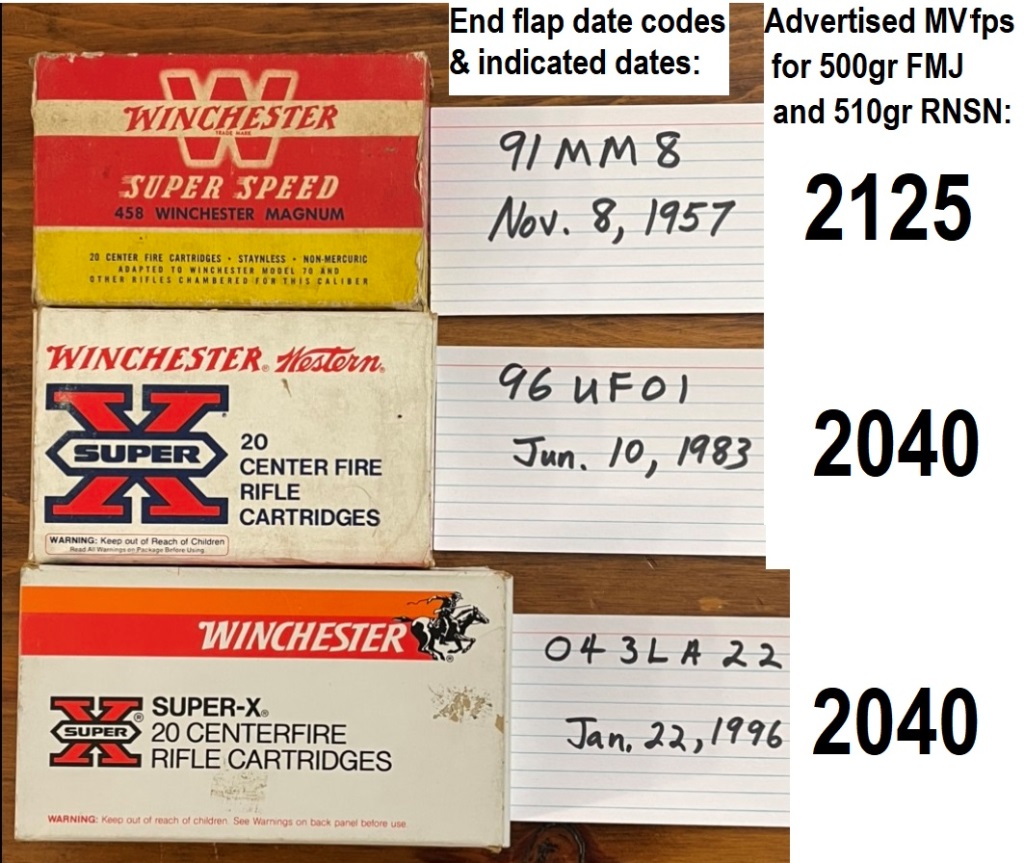 End flap date codes
& indicated dates:
Advertised MV fps
for 500gr FMJ
and 510gr RNSN:
W
WINCHESTER
TRADE MARK
SUPER SPEED
458 WINCHESTER MAGNUM
20 CENTER FIRE CARTRIDGES • STAYNLESS • NON-MERCURIC
ADAPTED TO WINCHESTER MODEL 70 AND
OTHER RIFLES CHAMBERED FOR THIS CALIBER
91 MM 8
Nov. 8, 1957
2125
WINCHESTER® Western®
X
SUPER
20
CENTER FIRE
RIFLE
CARTRIDGES
WARNING: Keep out of Reach of Children
Read All Warnings on Package Before Using.
96 UF01
Jun. 10, 1983
2040
WINCHESTER®
X®
SUPER
SUPER-X®
20 CENTERFIRE
RIFLE CARTRIDGES
WARNING: Keep out of reach of children. See Warnings on back panel before use.
043LA22
Jan. 22, 1996
2040